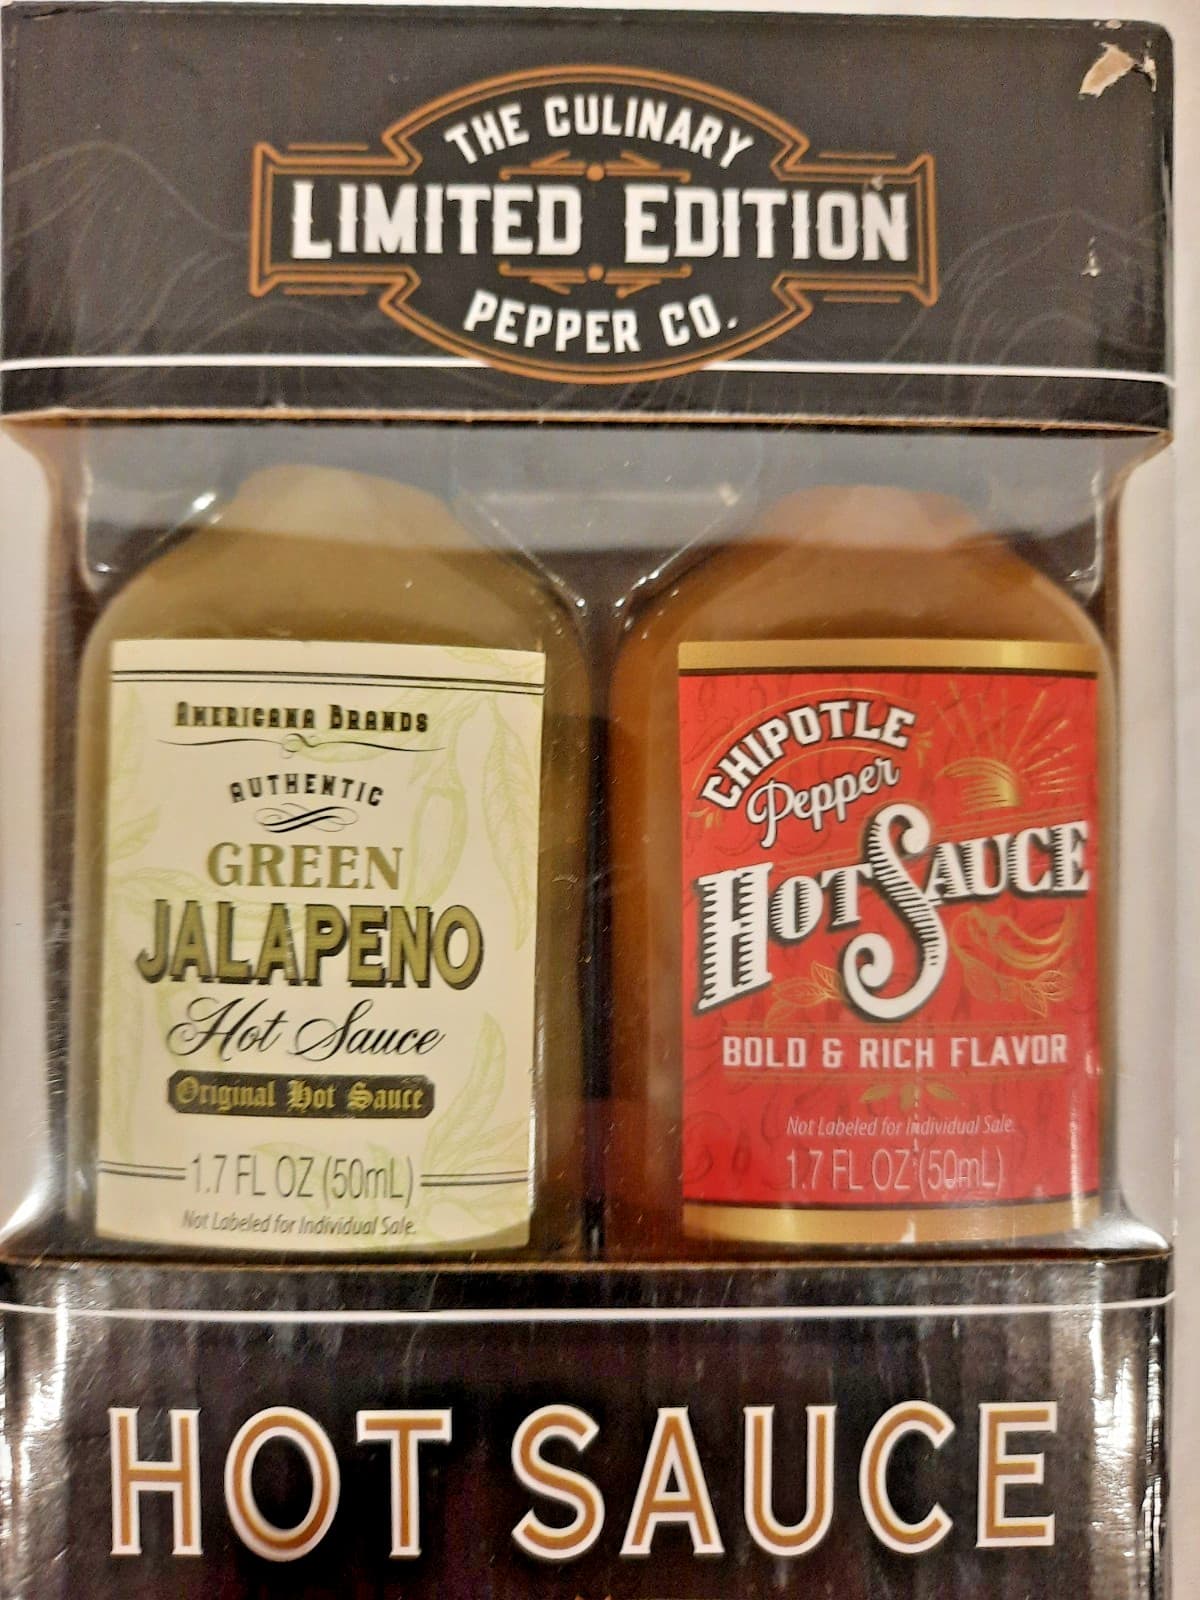 THE CULINARY
LIMITED EDITION
PEPPER CO.
AMERICANA BRANDS
AUTHENTIC
GREEN
JALAPENO
Hot Sauce
Original Hot Sauce
1.7 FL OZ (50mL)
Not Labeled for Individual Sale.
CHIPOTLE
Pepper
HOT SAUCE
BOLD & RICH FLAVOR
Not Labeled for Individual Sale.
1.7 FL OZ (50mL)
HOT SAUCE